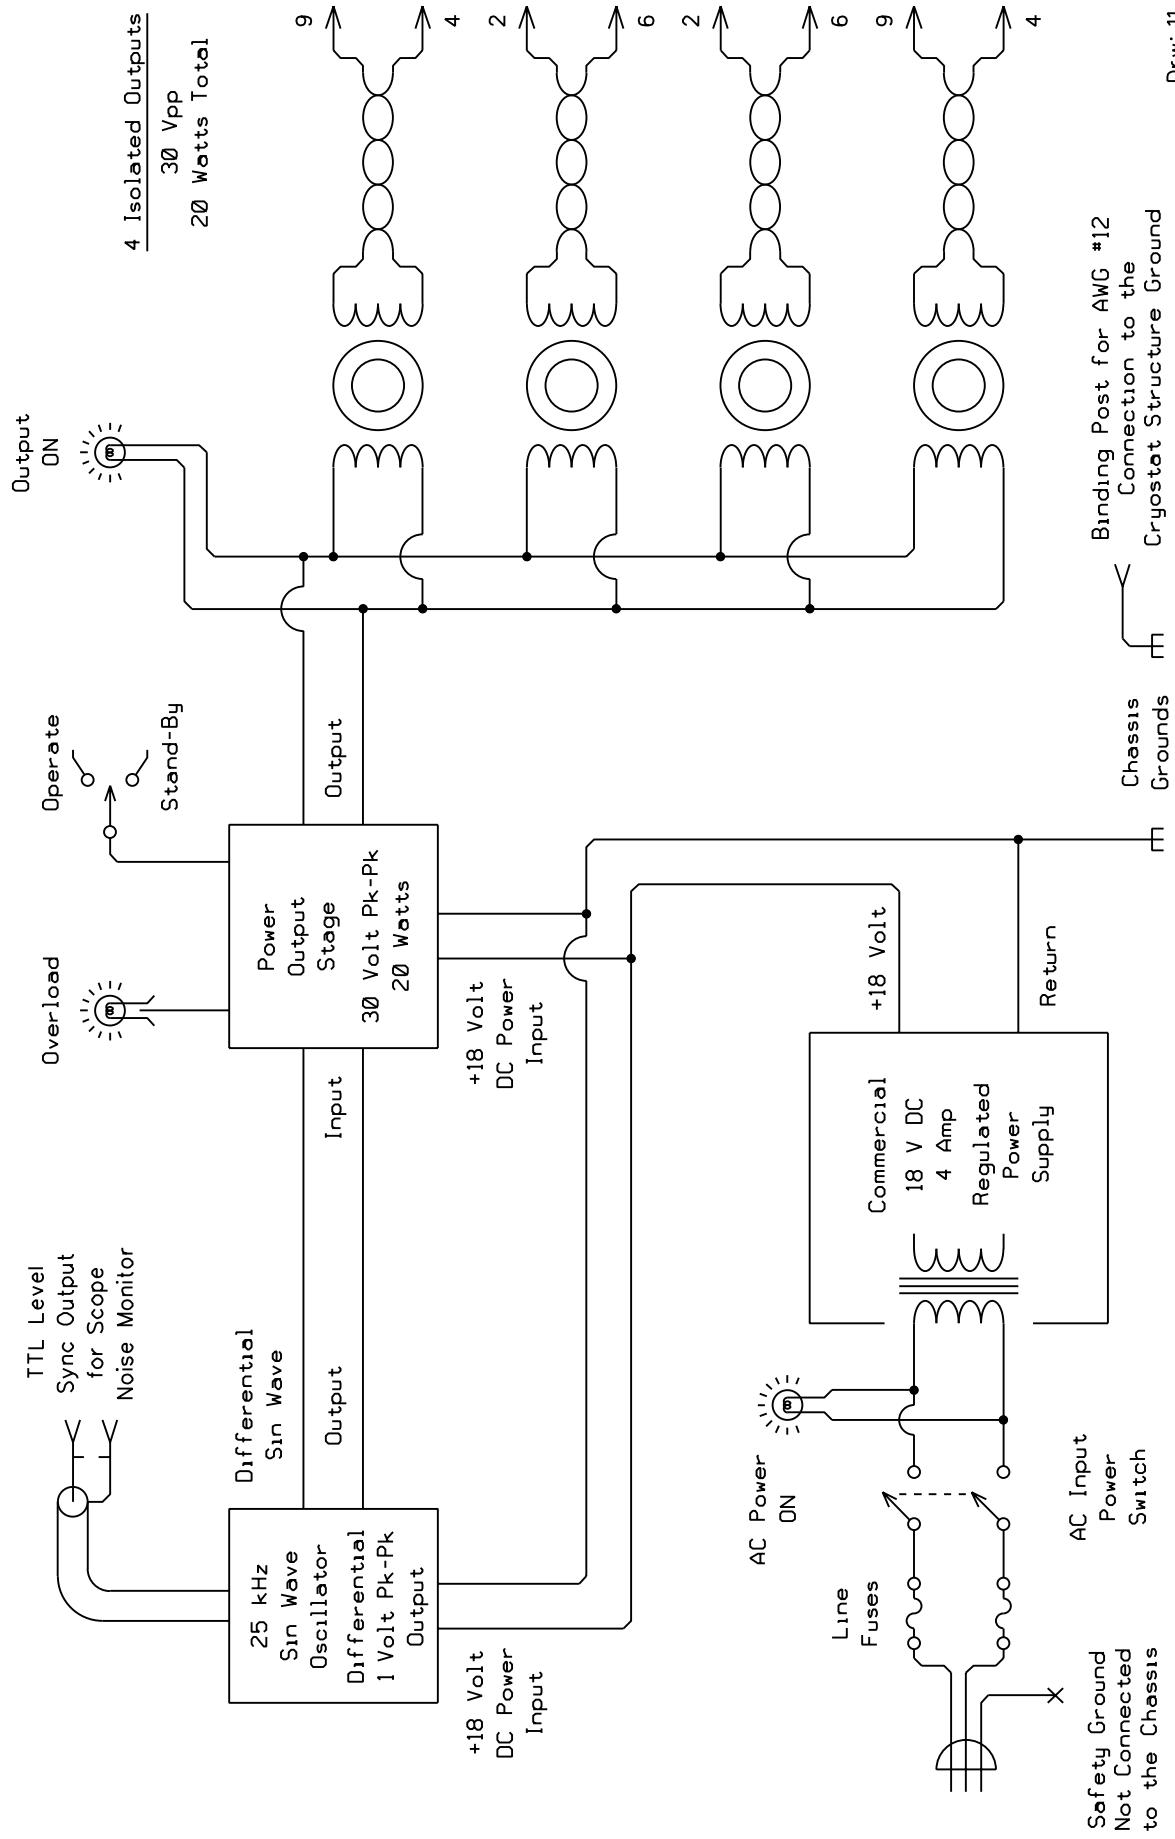 TTL Level
Sync Output
for Scope
Noise Monitor
Overload
Operate
Stand-By
Output
ON
4 Isolated Outputs
30 Vpp
20 Watts Total
25 kHz
Sin Wave
Oscillator
Differential
1 Volt Pk-Pk
Output
Differential
Sin Wave
Output
Input
Power
Output
Stage
30 Volt Pk-Pk
20 Watts
Output
9
4
2
6
2
6
9
4
+18 Volt
DC Power
Input
+18 Volt
DC Power
Input
AC Power
ON
Line
Fuses
Commercial
18 V DC
4 Amp
Regulated
Power
Supply
+18 Volt
Return
Safety Ground
Not Connected
to the Chassis
AC Input
Power
Switch
Chassis
Grounds
Binding Post for AWG #12
Connection to the
Cryostat Structure Ground